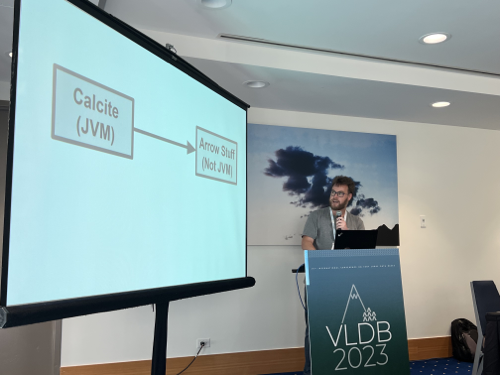 Calcite
(JVM)
Arrow Stuff
(Not JVM)
VLDB
2023